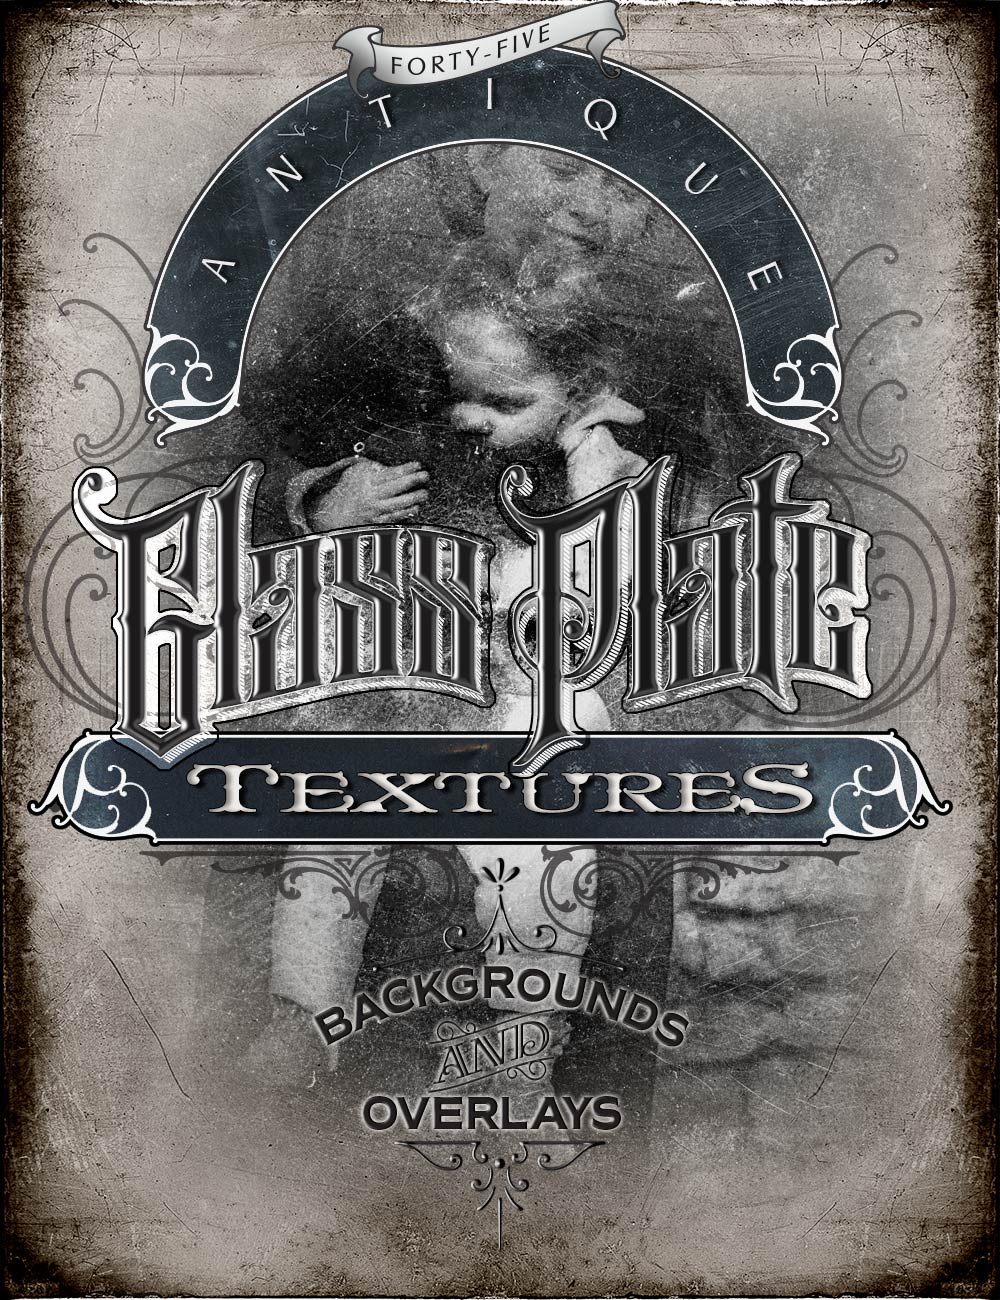 FORTY-FIVE
ANTIQUE
Glass Plate
TEXTURES
BACKGROUNDS
AND
OVERLAYS